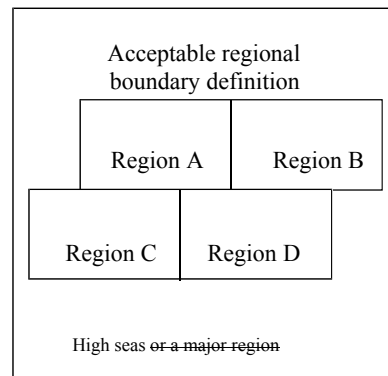 Acceptable regional
boundary definition
Region A
Region B
Region C
Region D
High seas or a major region